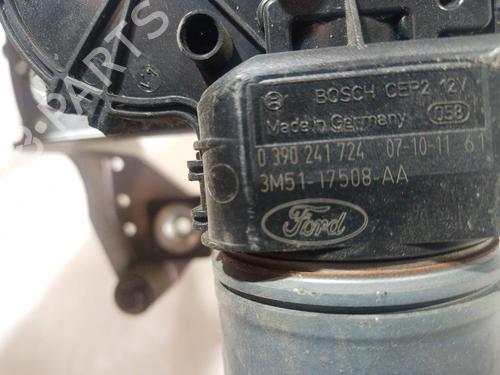 BOSCH CEP2 12V
Made in Germany 058
0 390 241 724 07-10-11 61
3M51-17508-AA
Ford
PARTS